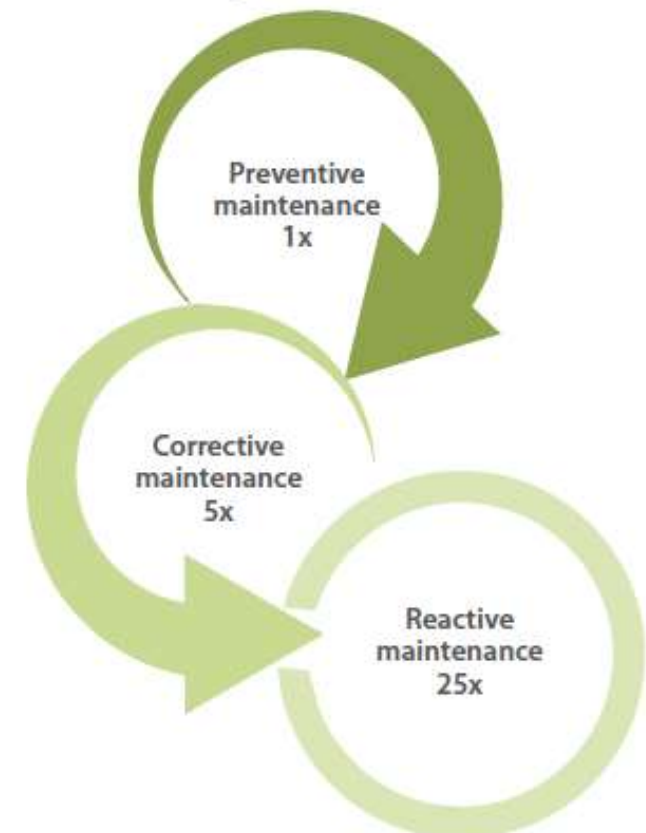 Preventive
maintenance
1x
Corrective
maintenance
5x
Reactive
maintenance
25x